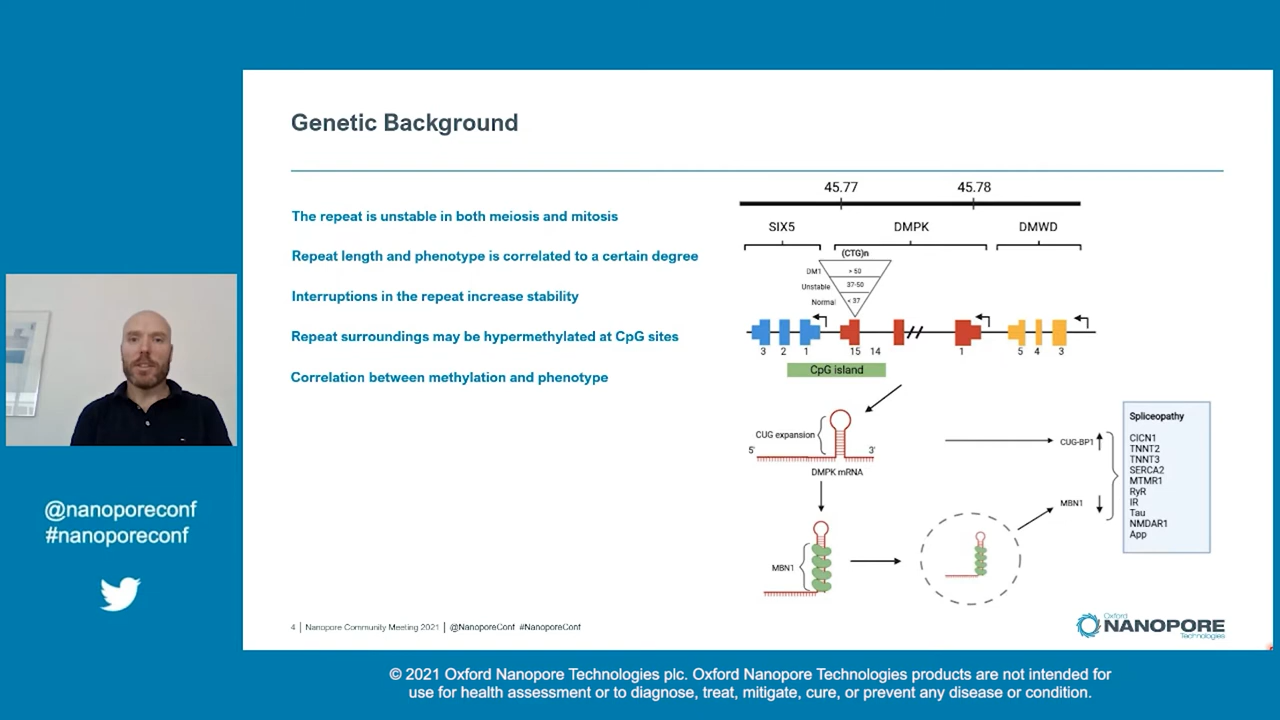 Genetic Background
The repeat is unstable in both meiosis and mitosis
Repeat length and phenotype is correlated to a certain degree
Interruptions in the repeat increase stability
Repeat surroundings may be hypermethylated at CpG sites
Correlation between methylation and phenotype
45.77 45.78
SIX5 DMPK DMWD
(CTG)n
DM1 > 50
Unstable 37-50
Normal < 37
3 2 1 15 14 1 5 4 3
CpG island
CUG expansion
5' 3'
DMPK mRNA
MBN1
CUG-BP1
MBN1
Spliceopathy
ClCN1
TNNT2
TNNT3
SERCA2
MTMR1
RyR
IR
Tau
NMDAR1
App
@nanoporeconf
#nanoporeconf
4 | Nanopore Community Meeting 2021 | @NanoporeConf #NanoporeConf
Oxford
NANOPORE
Technologies
© 2021 Oxford Nanopore Technologies plc. Oxford Nanopore Technologies products are not intended for
use for health assessment or to diagnose, treat, mitigate, cure, or prevent any disease or condition.